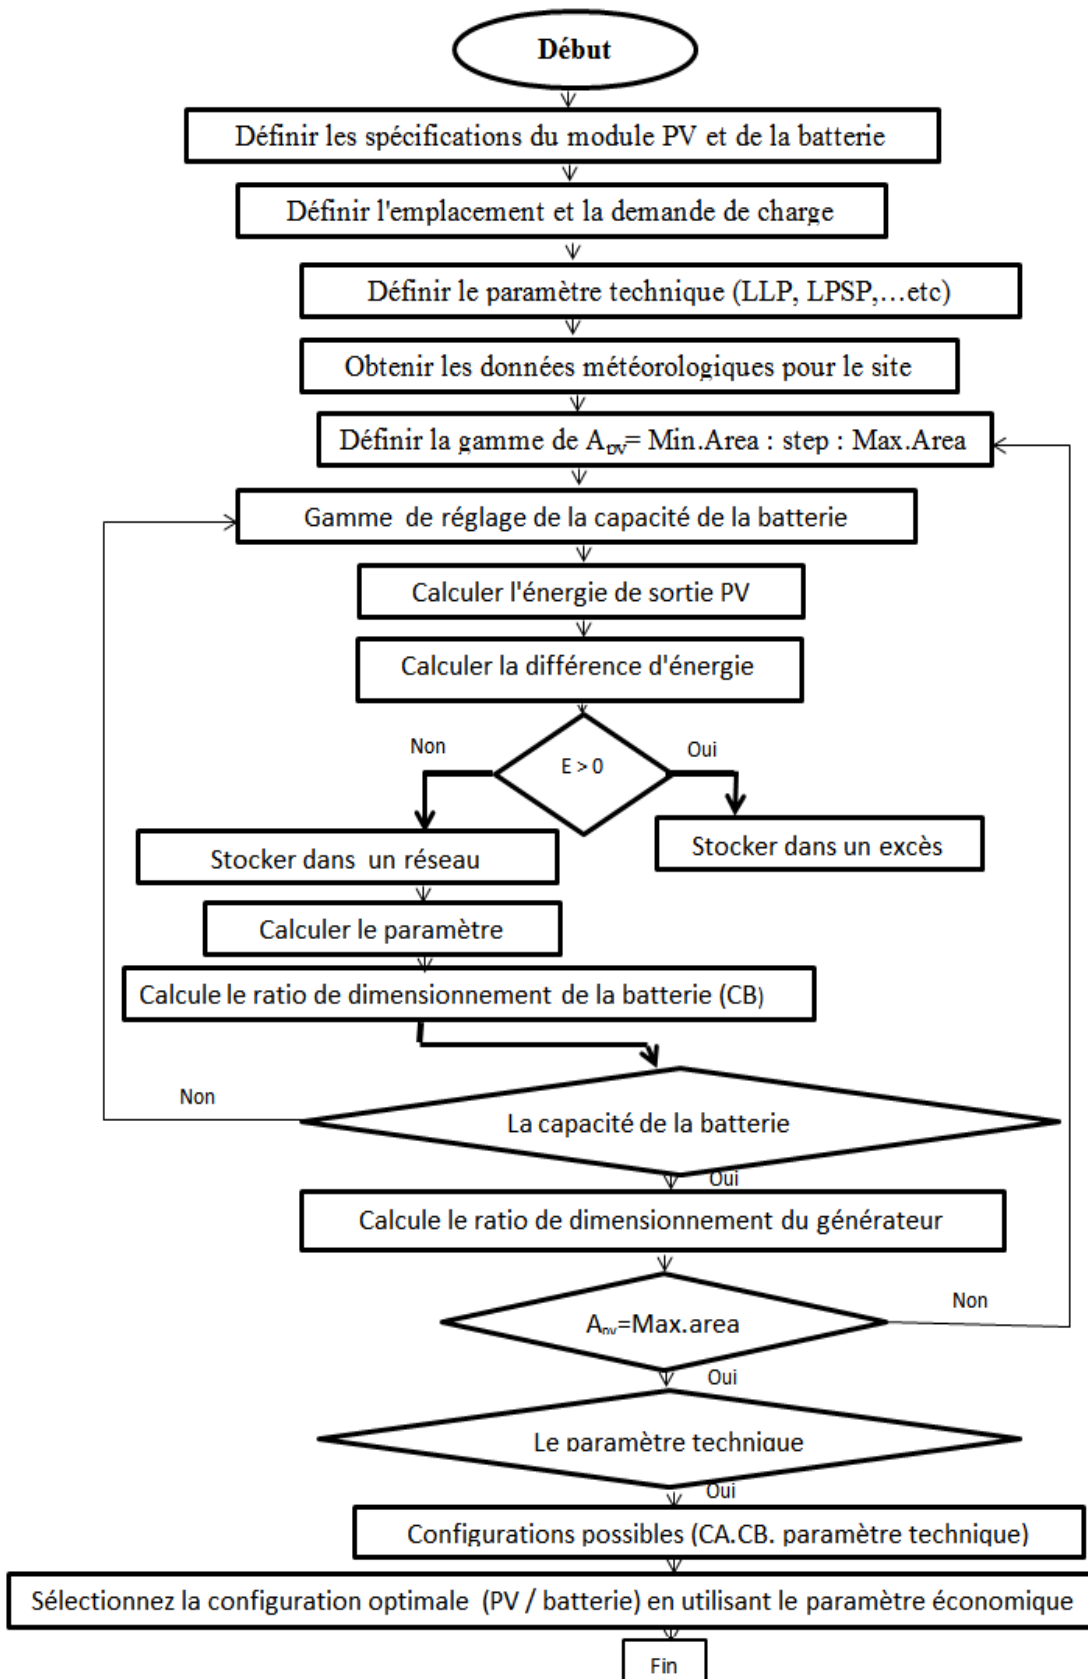 Début
Définir les spécifications du module PV et de la batterie
Définir l'emplacement et la demande de charge
Définir le paramètre technique (LLP, LPSP,…etc)
Obtenir les données météorologiques pour le site
Définir la gamme de Apv= Min.Area : step : Max.Area
Gamme de réglage de la capacité de la batterie
Calculer l'énergie de sortie PV
Calculer la différence d'énergie
Non
Oui
E > 0
Stocker dans un réseau
Stocker dans un excès
Calculer le paramètre
Calcule le ratio de dimensionnement de la batterie (CB)
Non
La capacité de la batterie
Oui
Calcule le ratio de dimensionnement du générateur
Non
Apv=Max.area
Oui
Le paramètre technique
Oui
Configurations possibles (CA.CB. paramètre technique)
Sélectionnez la configuration optimale (PV / batterie) en utilisant le paramètre économique
Fin